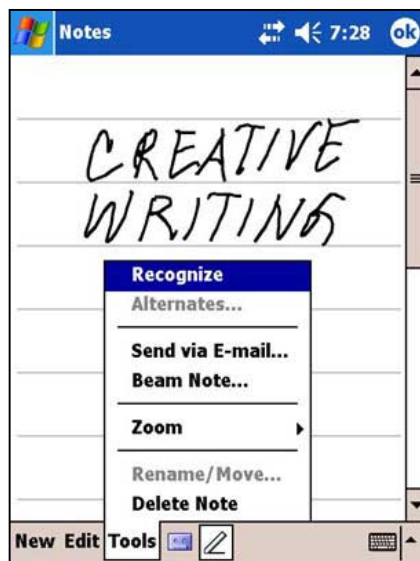 Notes 7:28 ok
CREATIVE
WRITING
Recognize
Alternates...
Send via E-mail...
Beam Note...
Zoom
Rename/Move...
Delete Note
New Edit Tools